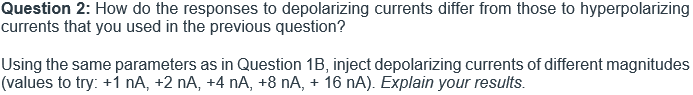 Question 2: How do the responses to depolarizing currents differ from those to hyperpolarizing
currents that you used in the previous question?
Using the same parameters as in Question 1B, inject depolarizing currents of different magnitudes
(values to try: +1 nA, +2 nA, +4 nA, +8 nA, + 16 nA). Explain your results.